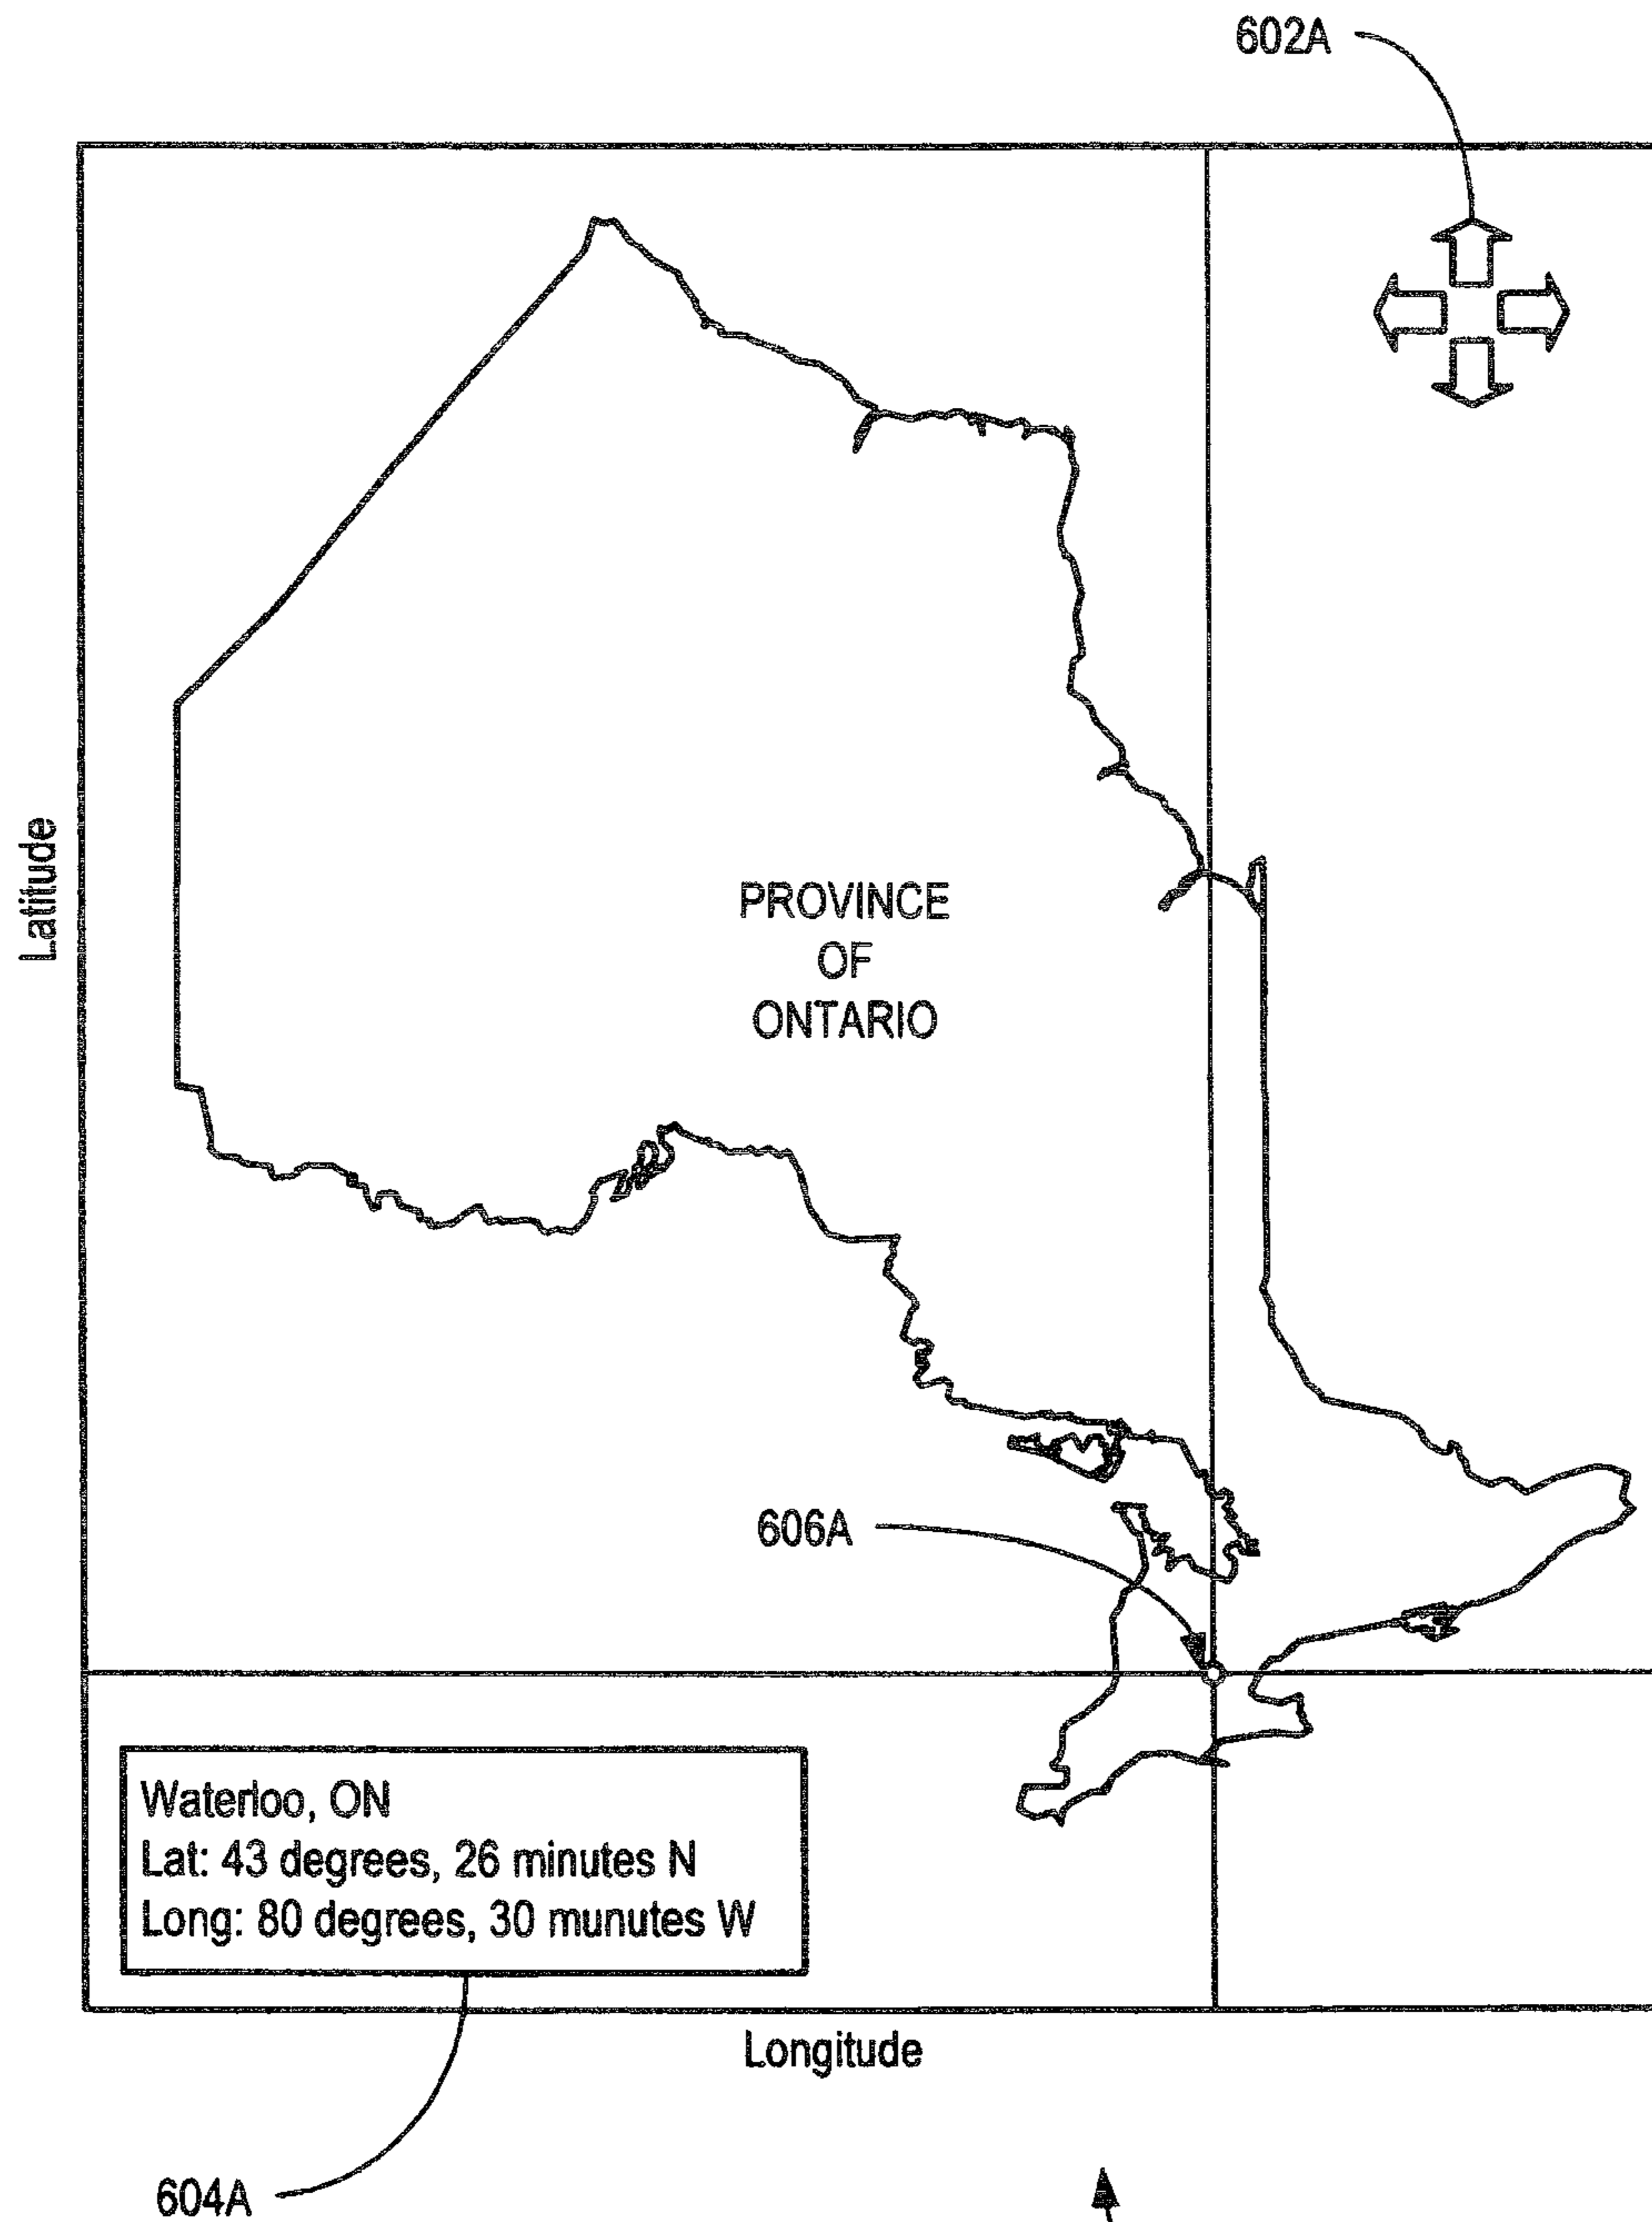 602A
Latitude
PROVINCE
OF
ONTARIO
606A
Waterloo, ON
Lat: 43 degrees, 26 minutes N
Long: 80 degrees, 30 munutes W
Longitude
604A